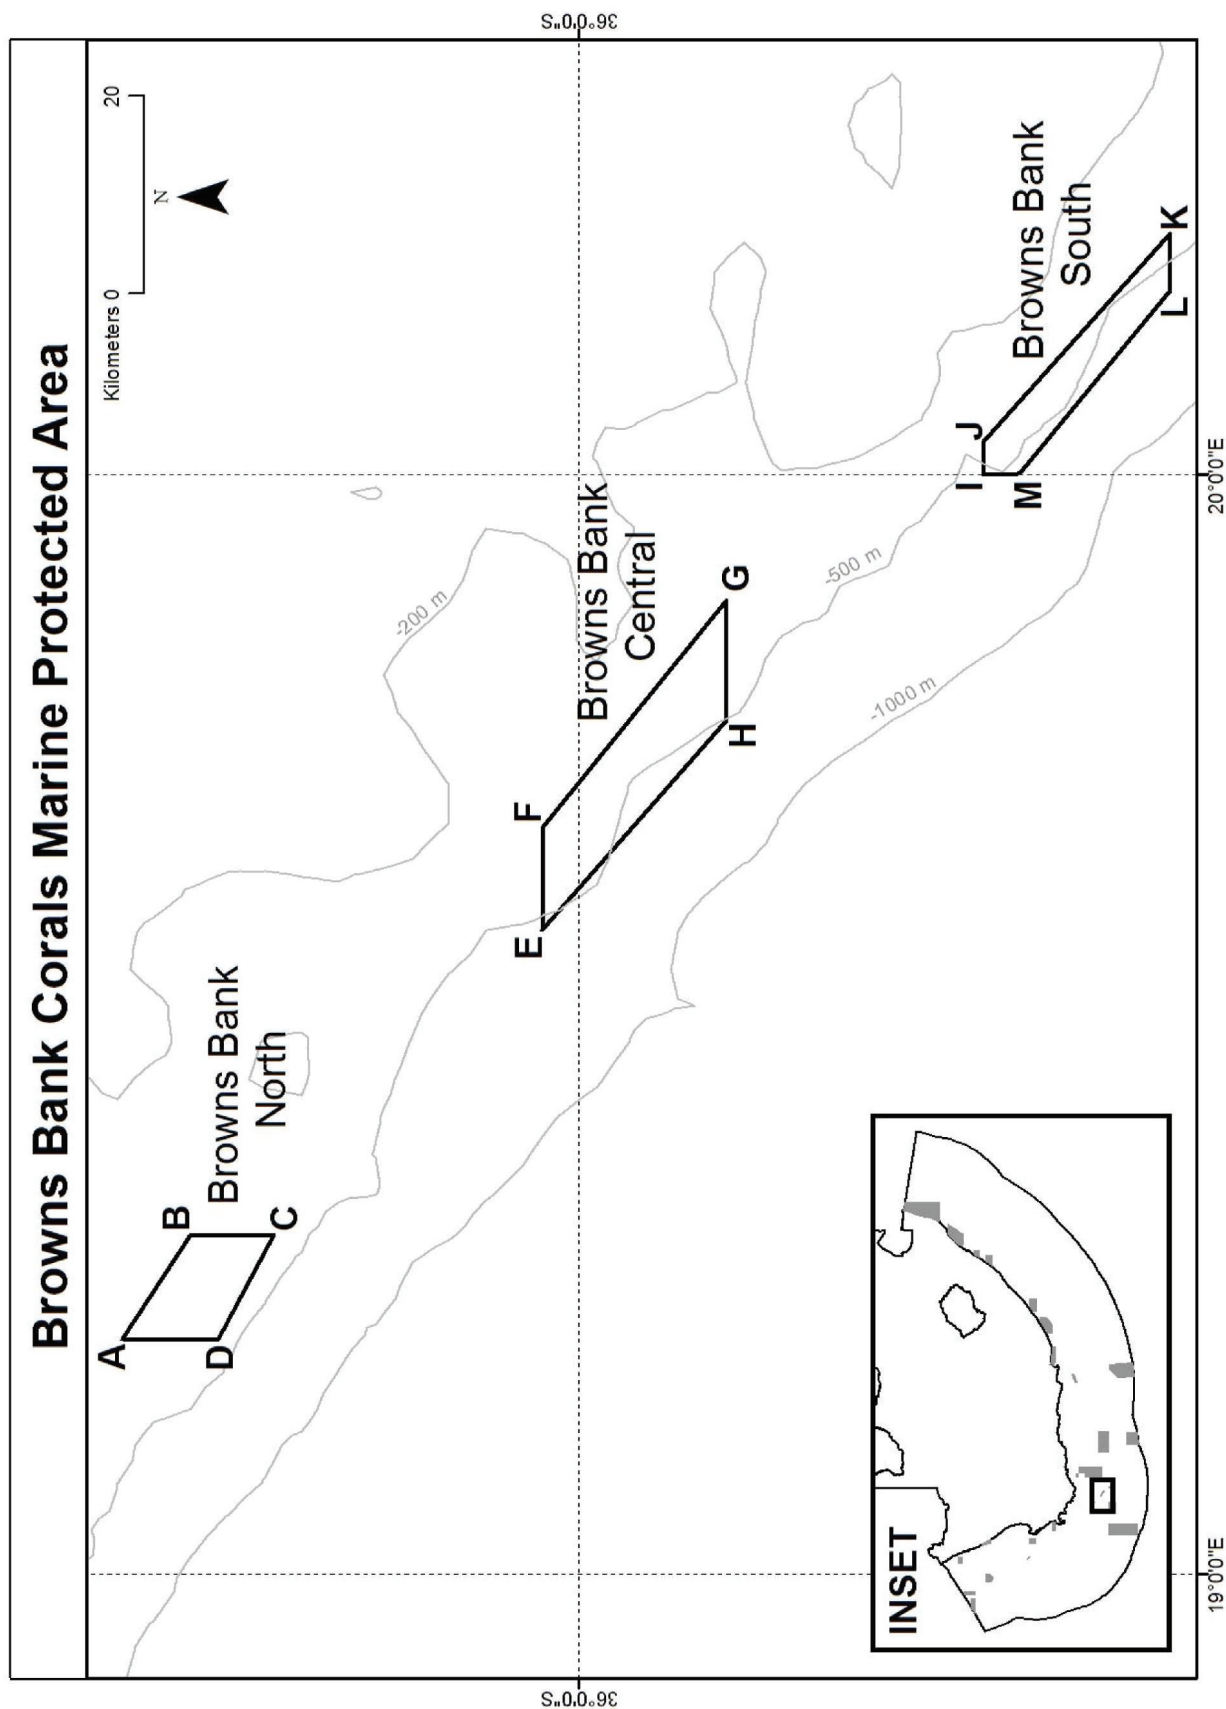 Browns Bank Corals Marine Protected Area
Kilometers 0
20
N
A
B
C
D
Browns Bank
North
-200 m
E
F
G
H
Browns Bank
Central
-500 m
-1000 m
I
J
K
L
M
Browns Bank
South
INSET
36°0'0"S
36°0'0"S
19°0'0"E
20°0'0"E